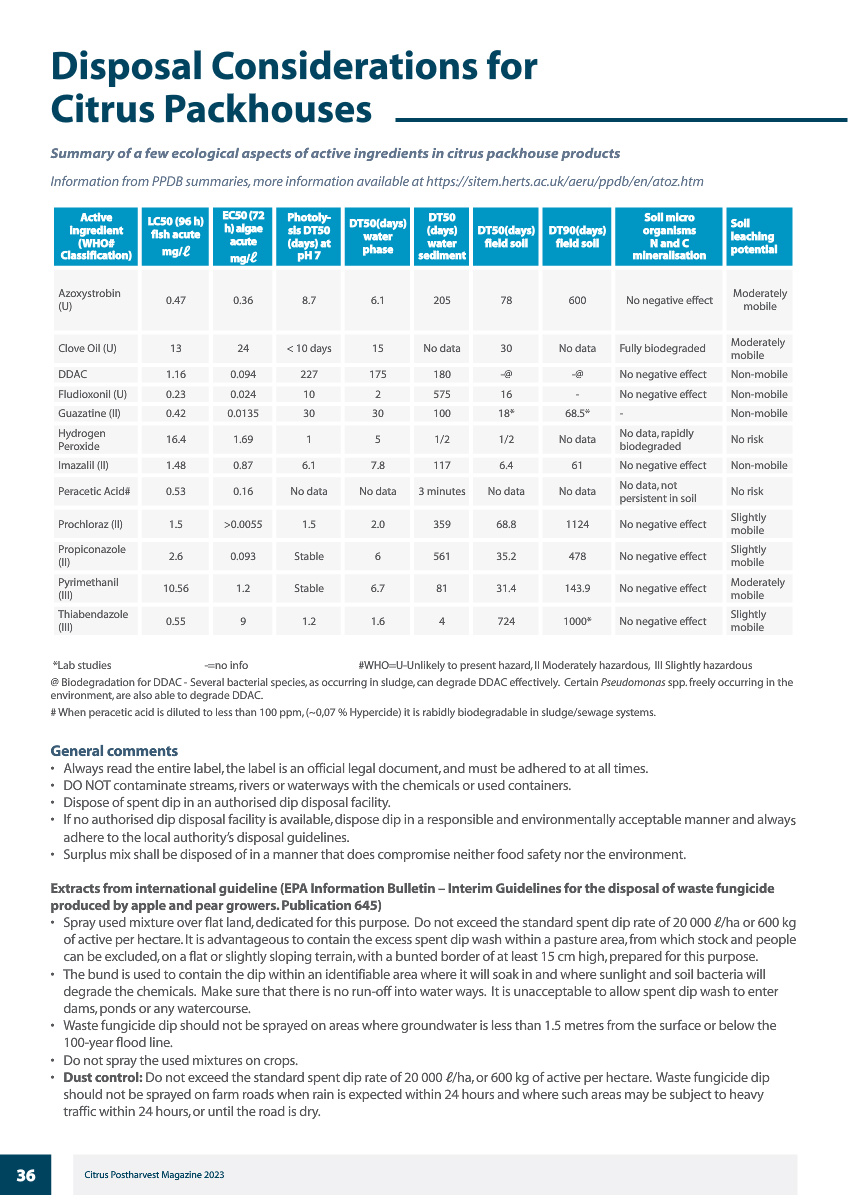 Disposal Considerations for
Citrus Packhouses
Summary of a few ecological aspects of active ingredients in citrus packhouse products
Information from PPDB summaries, more information available at https://sitem.herts.ac.uk/aeru/ppdb/en/atoz.htm
Active Ingredient (WHO# Classification) LC50 (96 h) fish acute mg/ℓ EC50 (72 h) algae acute mg/ℓ Photoly-sis DT50 (days) at pH 7 DT50(days) water phase DT50 (days) water sediment DT50(days) field soil DT90(days) field soil Soil micro organisms N and C mineralisation Soil leaching potential
Azoxystrobin (U) 0.47 0.36 8.7 6.1 205 78 600 No negative effect Moderately mobile
Clove Oil (U) 13 24 < 10 days 15 No data 30 No data Fully biodegraded Moderately mobile
DDAC 1.16 0.094 227 175 180 -@ -@ No negative effect Non-mobile
Fludioxonil (U) 0.23 0.024 10 2 575 16 - No negative effect Non-mobile
Guazatine (II) 0.42 0.0135 30 30 100 18* 68.5* - Non-mobile
Hydrogen Peroxide 16.4 1.69 1 5 1/2 1/2 No data No data, rapidly biodegraded No risk
Imazalil (II) 1.48 0.87 6.1 7.8 117 6.4 61 No negative effect Non-mobile
Peracetic Acid# 0.53 0.16 No data No data 3 minutes No data No data No data, not persistent in soil No risk
Prochloraz (II) 1.5 >0.0055 1.5 2.0 359 68.8 1124 No negative effect Slightly mobile
Propiconazole (II) 2.6 0.093 Stable 6 561 35.2 478 No negative effect Slightly mobile
Pyrimethanil (III) 10.56 1.2 Stable 6.7 81 31.4 143.9 No negative effect Moderately mobile
Thiabendazole (III) 0.55 9 1.2 1.6 4 724 1000* No negative effect Slightly mobile
*Lab studies -=no info #WHO=U-Unlikely to present hazard, II Moderately hazardous, III Slightly hazardous
@ Biodegradation for DDAC - Several bacterial species, as occurring in sludge, can degrade DDAC effectively. Certain Pseudomonas spp. freely occurring in the
environment, are also able to degrade DDAC.
# When peracetic acid is diluted to less than 100 ppm, (~0,07 % Hypercide) it is rabidly biodegradable in sludge/sewage systems.
General comments
• Always read the entire label, the label is an official legal document, and must be adhered to at all times.
• DO NOT contaminate streams, rivers or waterways with the chemicals or used containers.
• Dispose of spent dip in an authorised dip disposal facility.
• If no authorised dip disposal facility is available, dispose dip in a responsible and environmentally acceptable manner and always
adhere to the local authority's disposal guidelines.
• Surplus mix shall be disposed of in a manner that does compromise neither food safety nor the environment.
Extracts from international guideline (EPA Information Bulletin – Interim Guidelines for the disposal of waste fungicide
produced by apple and pear growers. Publication 645)
• Spray used mixture over flat land, dedicated for this purpose. Do not exceed the standard spent dip rate of 20 000 ℓ/ha or 600 kg
of active per hectare. It is advantageous to contain the excess spent dip wash within a pasture area, from which stock and people
can be excluded, on a flat or slightly sloping terrain, with a bunted border of at least 15 cm high, prepared for this purpose.
• The bund is used to contain the dip within an identifiable area where it will soak in and where sunlight and soil bacteria will
degrade the chemicals. Make sure that there is no run-off into water ways. It is unacceptable to allow spent dip wash to enter
dams, ponds or any watercourse.
• Waste fungicide dip should not be sprayed on areas where groundwater is less than 1.5 metres from the surface or below the
100-year flood line.
• Do not spray the used mixtures on crops.
• Dust control: Do not exceed the standard spent dip rate of 20 000 ℓ/ha, or 600 kg of active per hectare. Waste fungicide dip
should not be sprayed on farm roads when rain is expected within 24 hours and where such areas may be subject to heavy
traffic within 24 hours, or until the road is dry.
36 Citrus Postharvest Magazine 2023